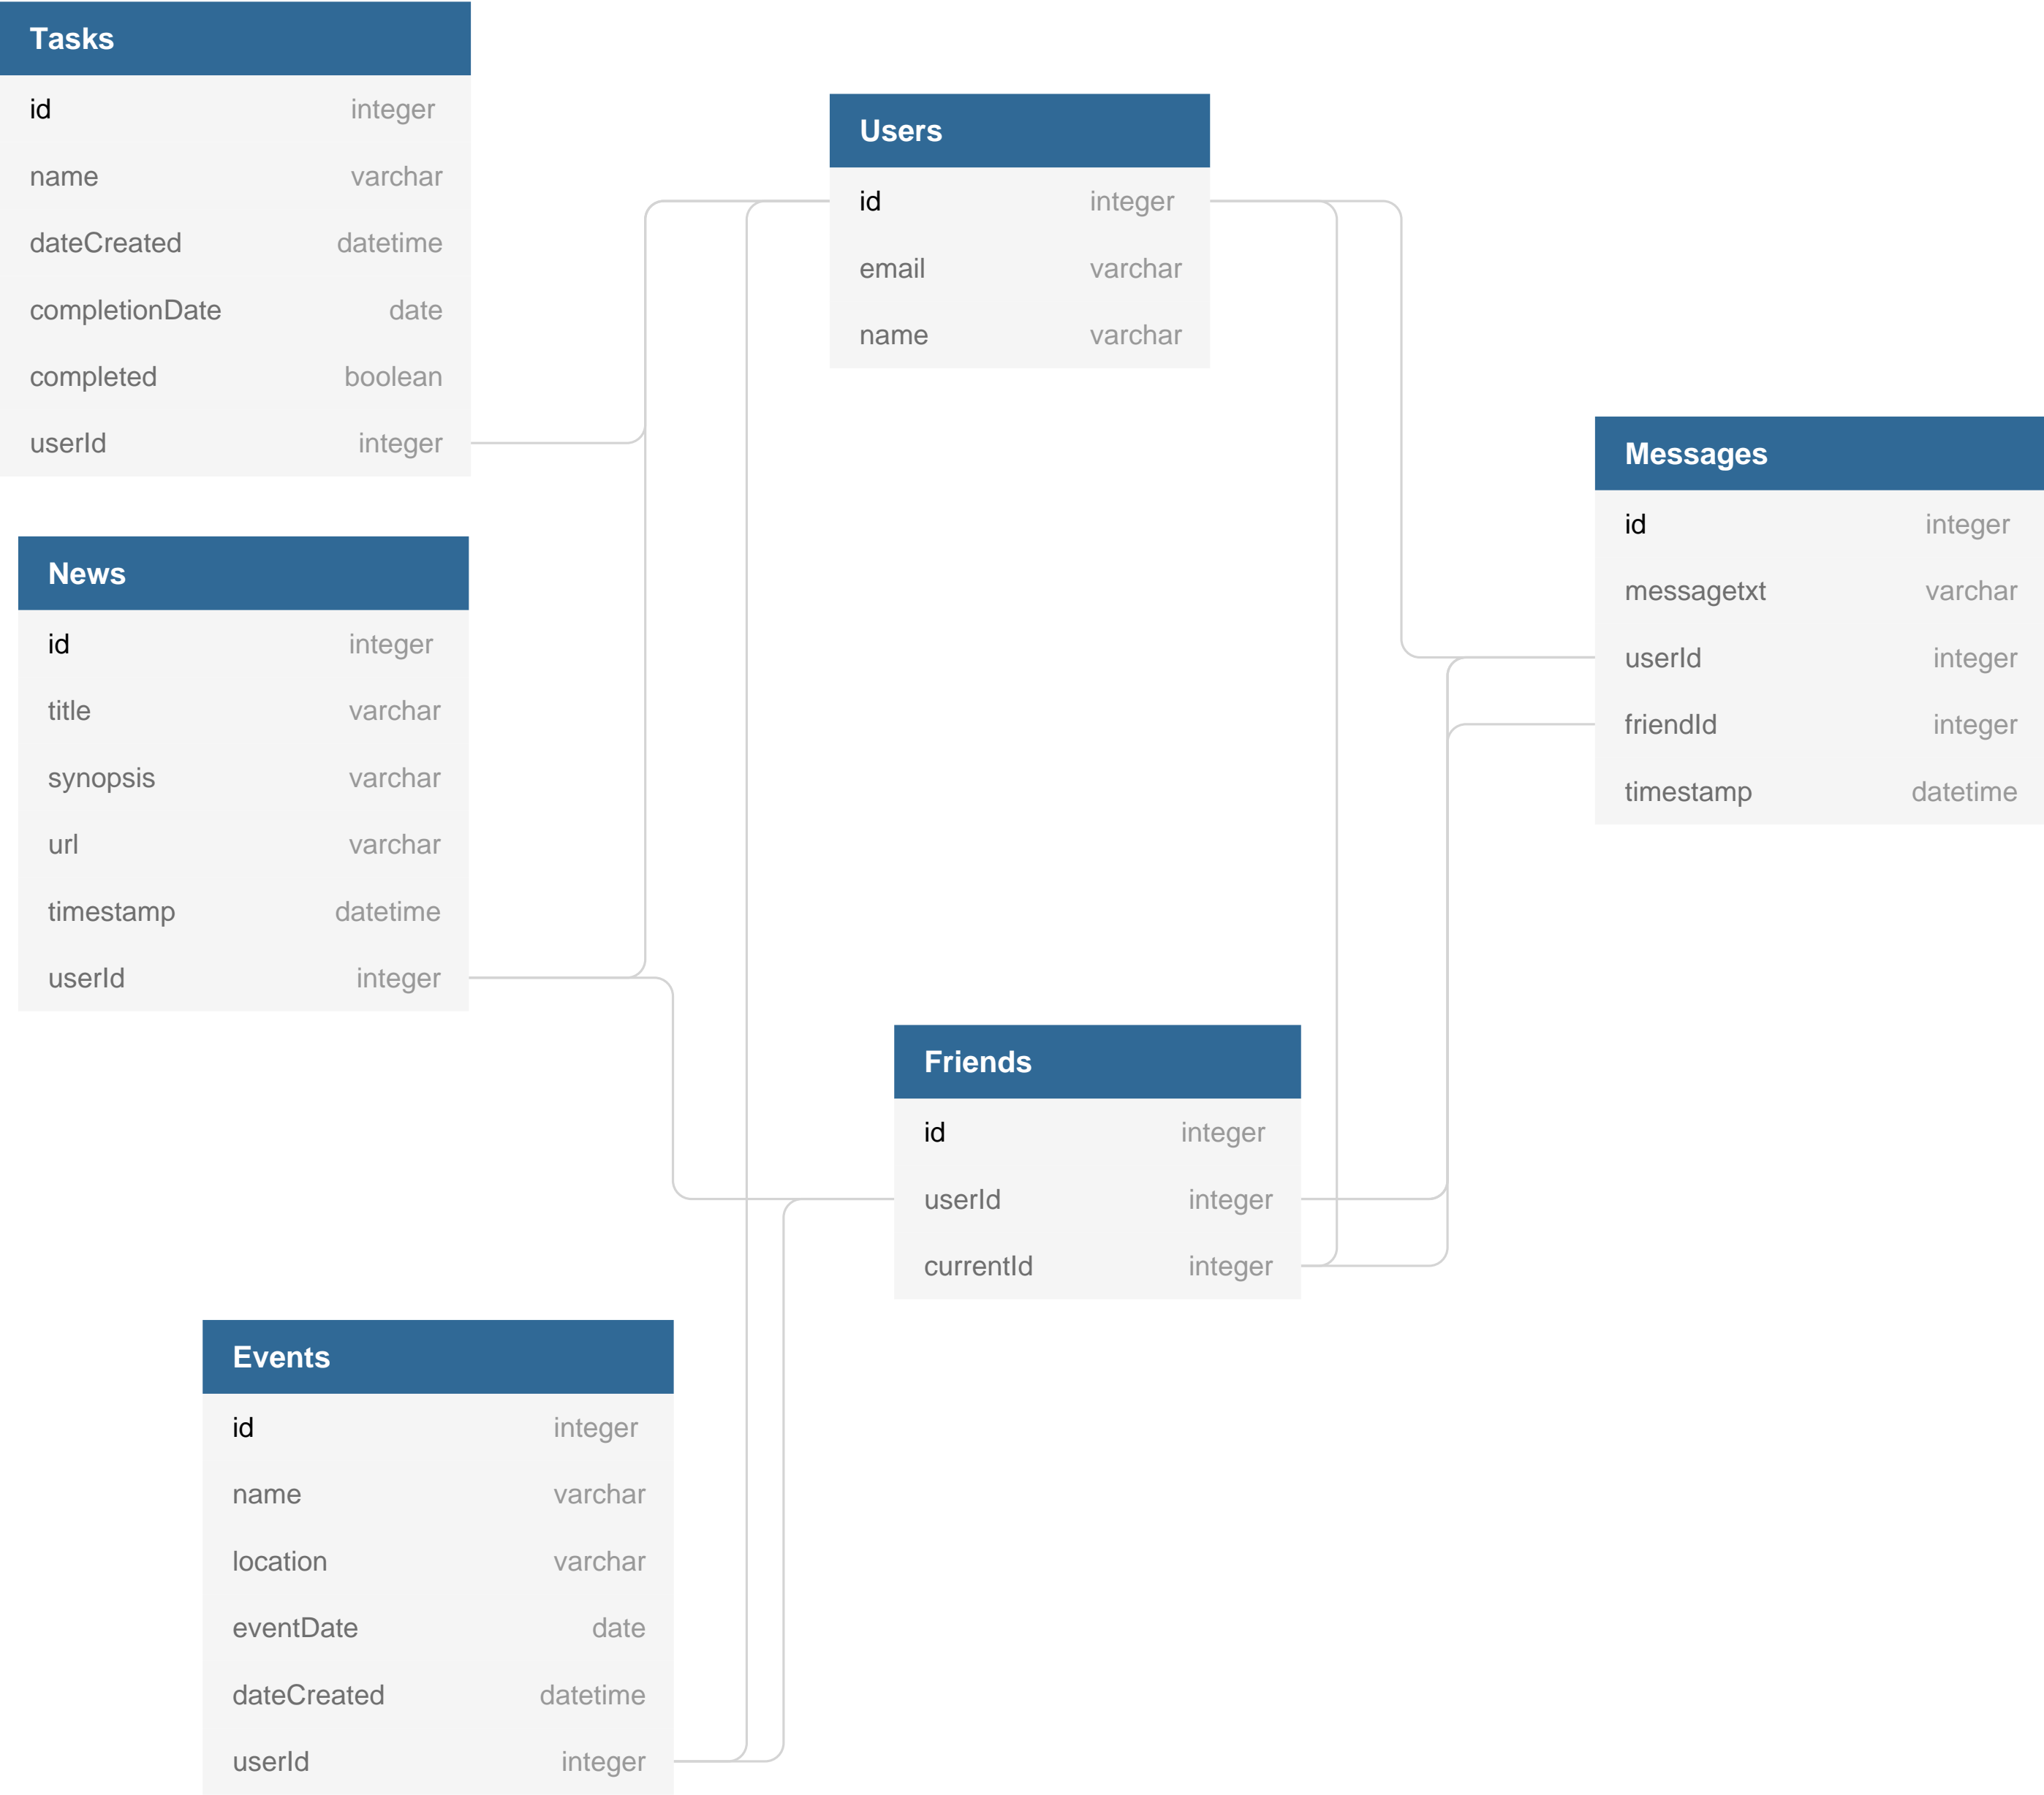 Tasks
id integer
name varchar
dateCreated datetime
completionDate date
completed boolean
userId integer
Users
id integer
email varchar
name varchar
Messages
id integer
messagetxt varchar
userId integer
friendId integer
timestamp datetime
News
id integer
title varchar
synopsis varchar
url varchar
timestamp datetime
userId integer
Friends
id integer
userId integer
currentId integer
Events
id integer
name varchar
location varchar
eventDate date
dateCreated datetime
userId integer